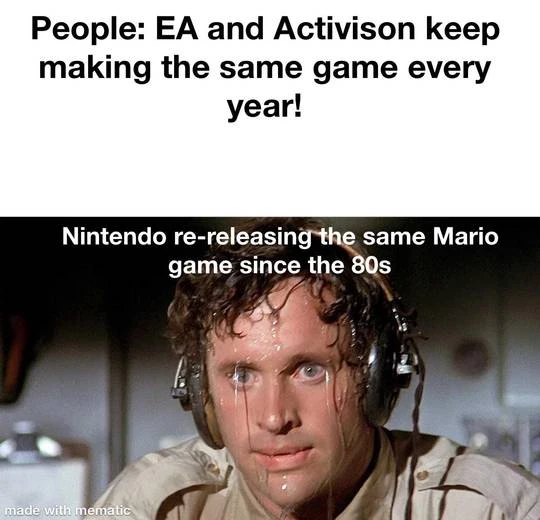 People: EA and Activison keep
making the same game every
year!
Nintendo re-releasing the same Mario
game since the 80s
made with mematic